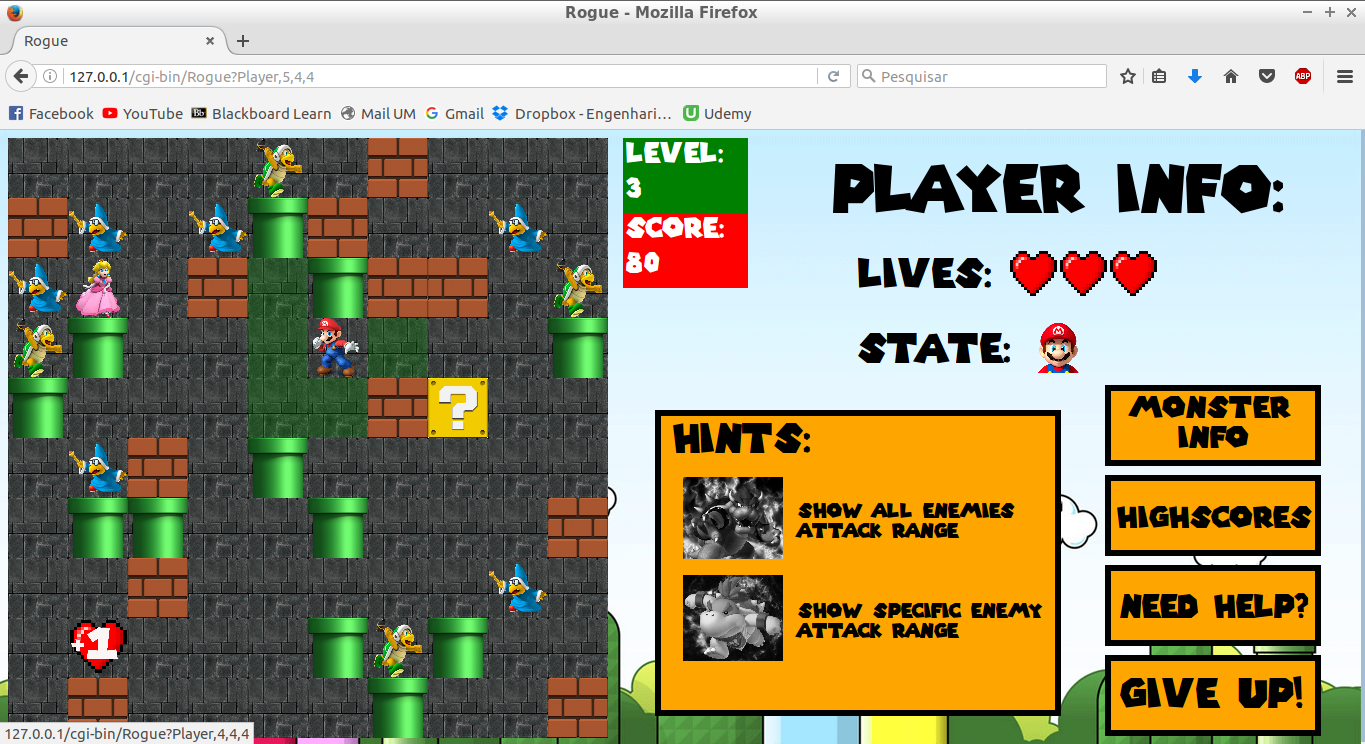 Rogue - Mozilla Firefox
Rogue
127.0.0.1/cgi-bin/Rogue?Player,5,4,4
Pesquisar
ABP
Facebook
YouTube
Bb
Blackboard Learn
Mail UM
G
Gmail
Dropbox - Engenhari...
U
Udemy
LEVEL:
3
SCORE:
80
PLAYER INFO:
LIVES:
STATE:
M
?
+1
HINTS:
SHOW ALL ENEMIES
ATTACK RANGE
SHOW SPECIFIC ENEMY
ATTACK RANGE
MONSTER
INFO
HIGHSCORES
NEED HELP?
GIVE UP!
127.0.0.1/cgi-bin/Rogue?Player,4,4,4